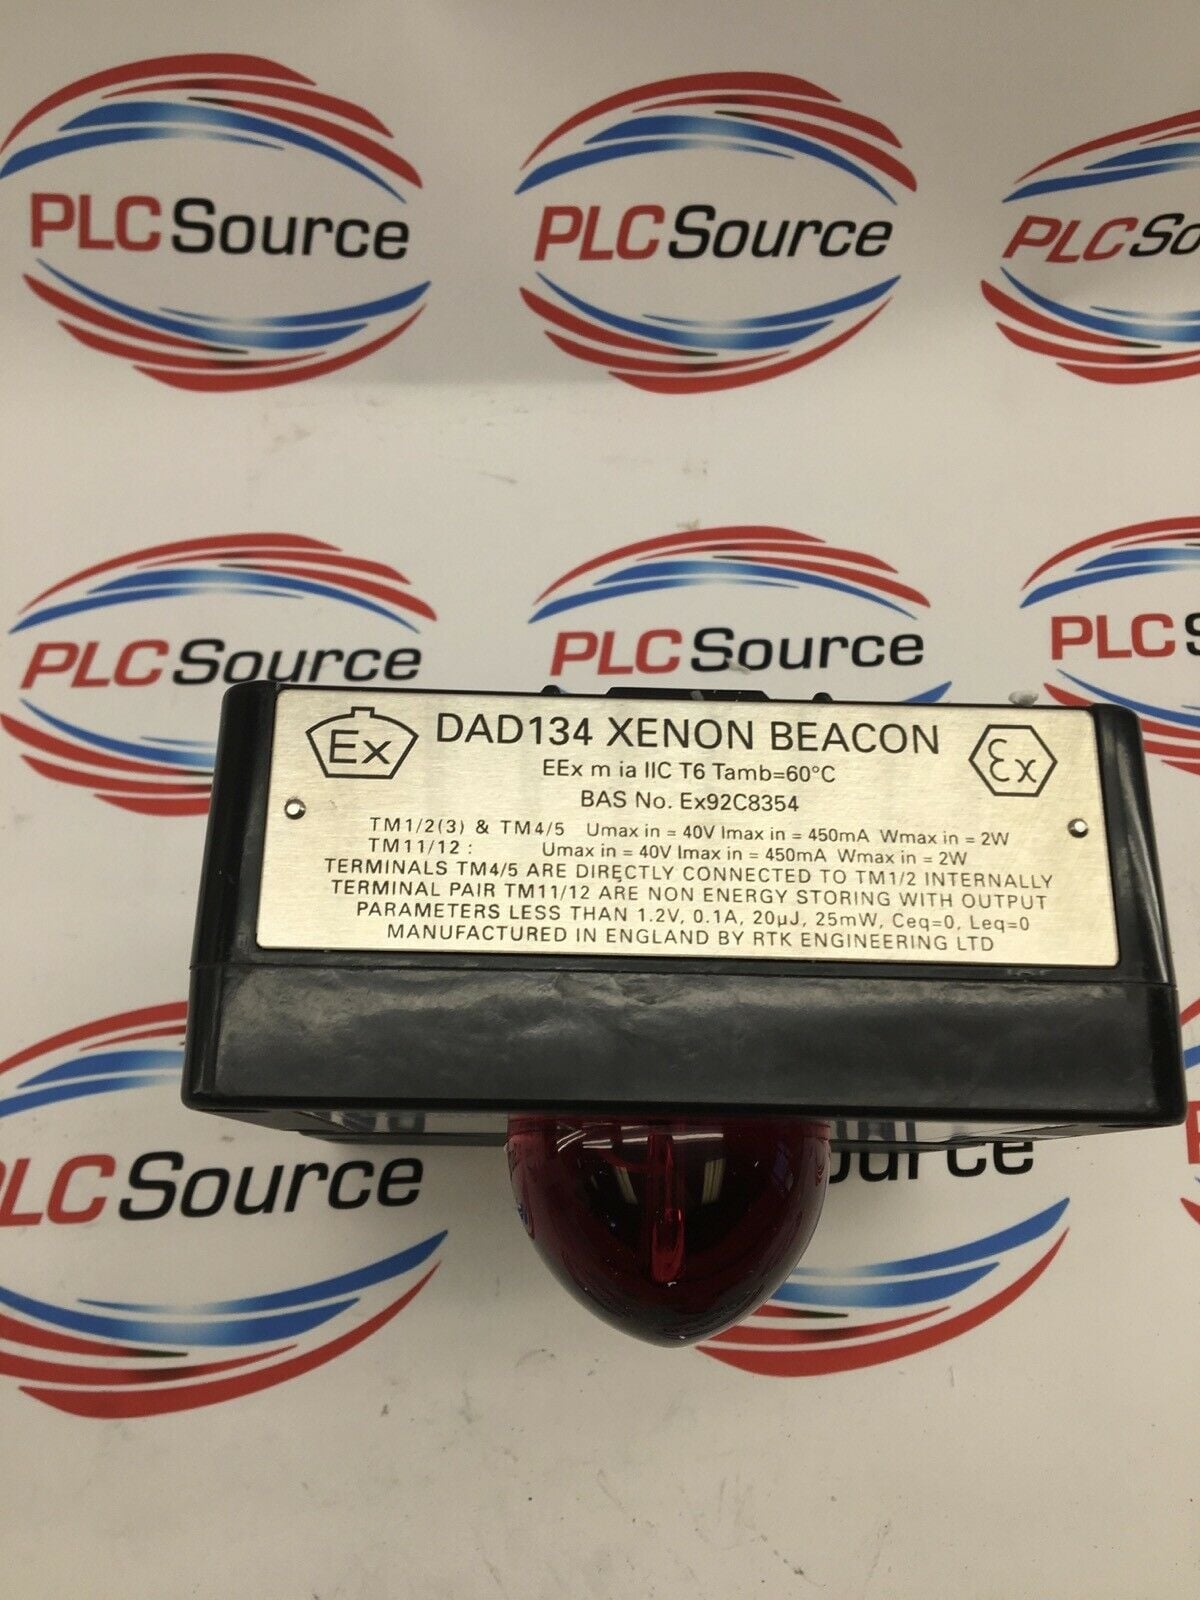 PLC Source
PLC Source
PLC So
PLC Source
PLC Source
PLC S
Ex
DAD134 XENON BEACON
Ex
EEx m ia IIC T6 Tamb=60°C
BAS No. Ex92C8354
TM1/2(3) & TM4/5 Umax in = 40V Imax in = 450mA Wmax in = 2W
TM11/12 : Umax in = 40V Imax in = 450mA Wmax in = 2W
TERMINALS TM4/5 ARE DIRECTLY CONNECTED TO TM1/2 INTERNALLY
TERMINAL PAIR TM11/12 ARE NON ENERGY STORING WITH OUTPUT
PARAMETERS LESS THAN 1.2V, 0.1A, 20µJ, 25mW, Ceq=0, Leq=0
MANUFACTURED IN ENGLAND BY RTK ENGINEERING LTD
LC Source
ource